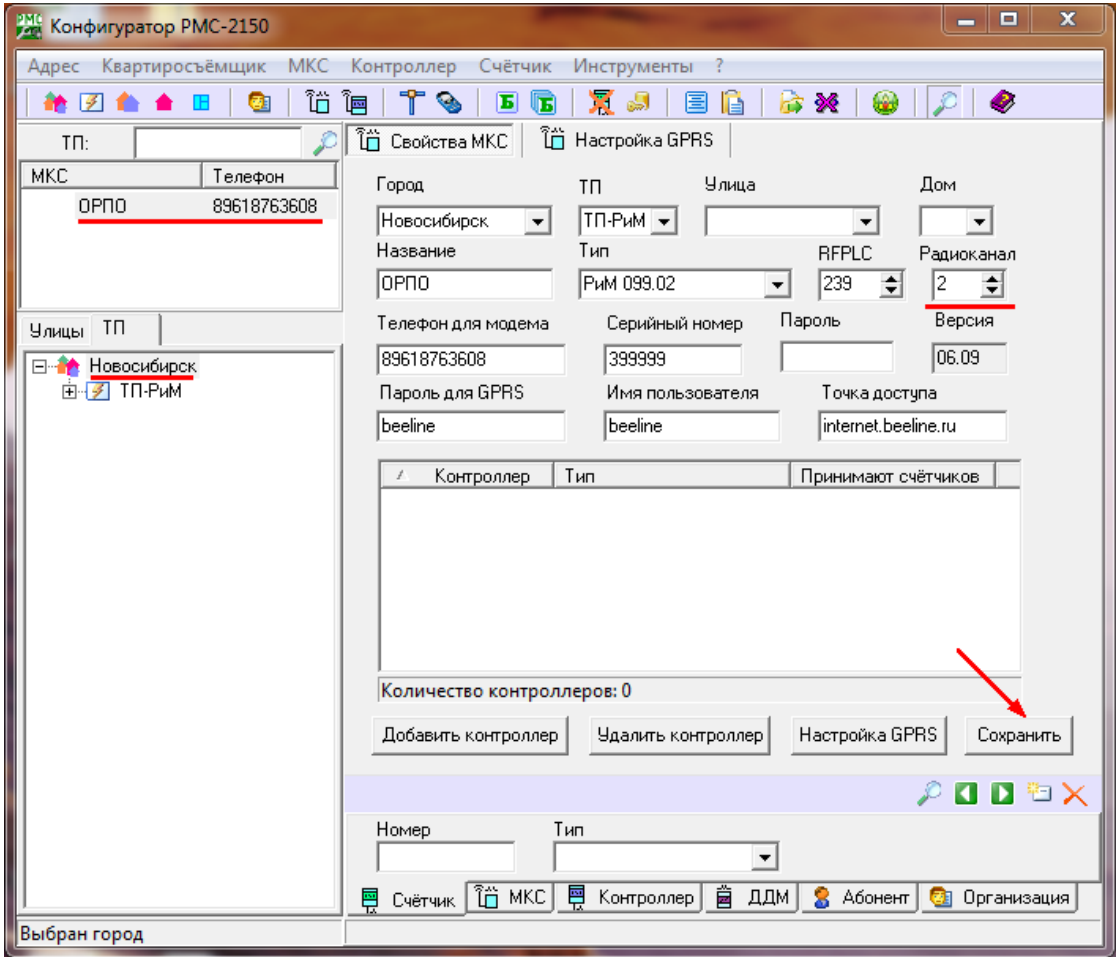 Конфигуратор РМС-2150
Адрес Квартиросъёмщик МКС Контроллер Счётчик Инструменты ?
ТП:
МКС Телефон
ОРПО 89618763608
Улицы ТП
Новосибирск
ТП-РиМ
Выбран город
Свойства МКС Настройка GPRS
Город ТП Улица Дом
Новосибирск ТП-РиМ
Название Тип RFPLC Радиоканал
ОРПО РиМ 099.02 239 2
Телефон для модема Серийный номер Пароль Версия
89618763608 399999 06.09
Пароль для GPRS Имя пользователя Точка доступа
beeline beeline internet.beeline.ru
Контроллер Тип Принимают счётчиков
Количество контроллеров: 0
Добавить контроллер Удалить контроллер Настройка GPRS Сохранить
Номер Тип
Счётчик МКС Контроллер ДДМ Абонент Организация